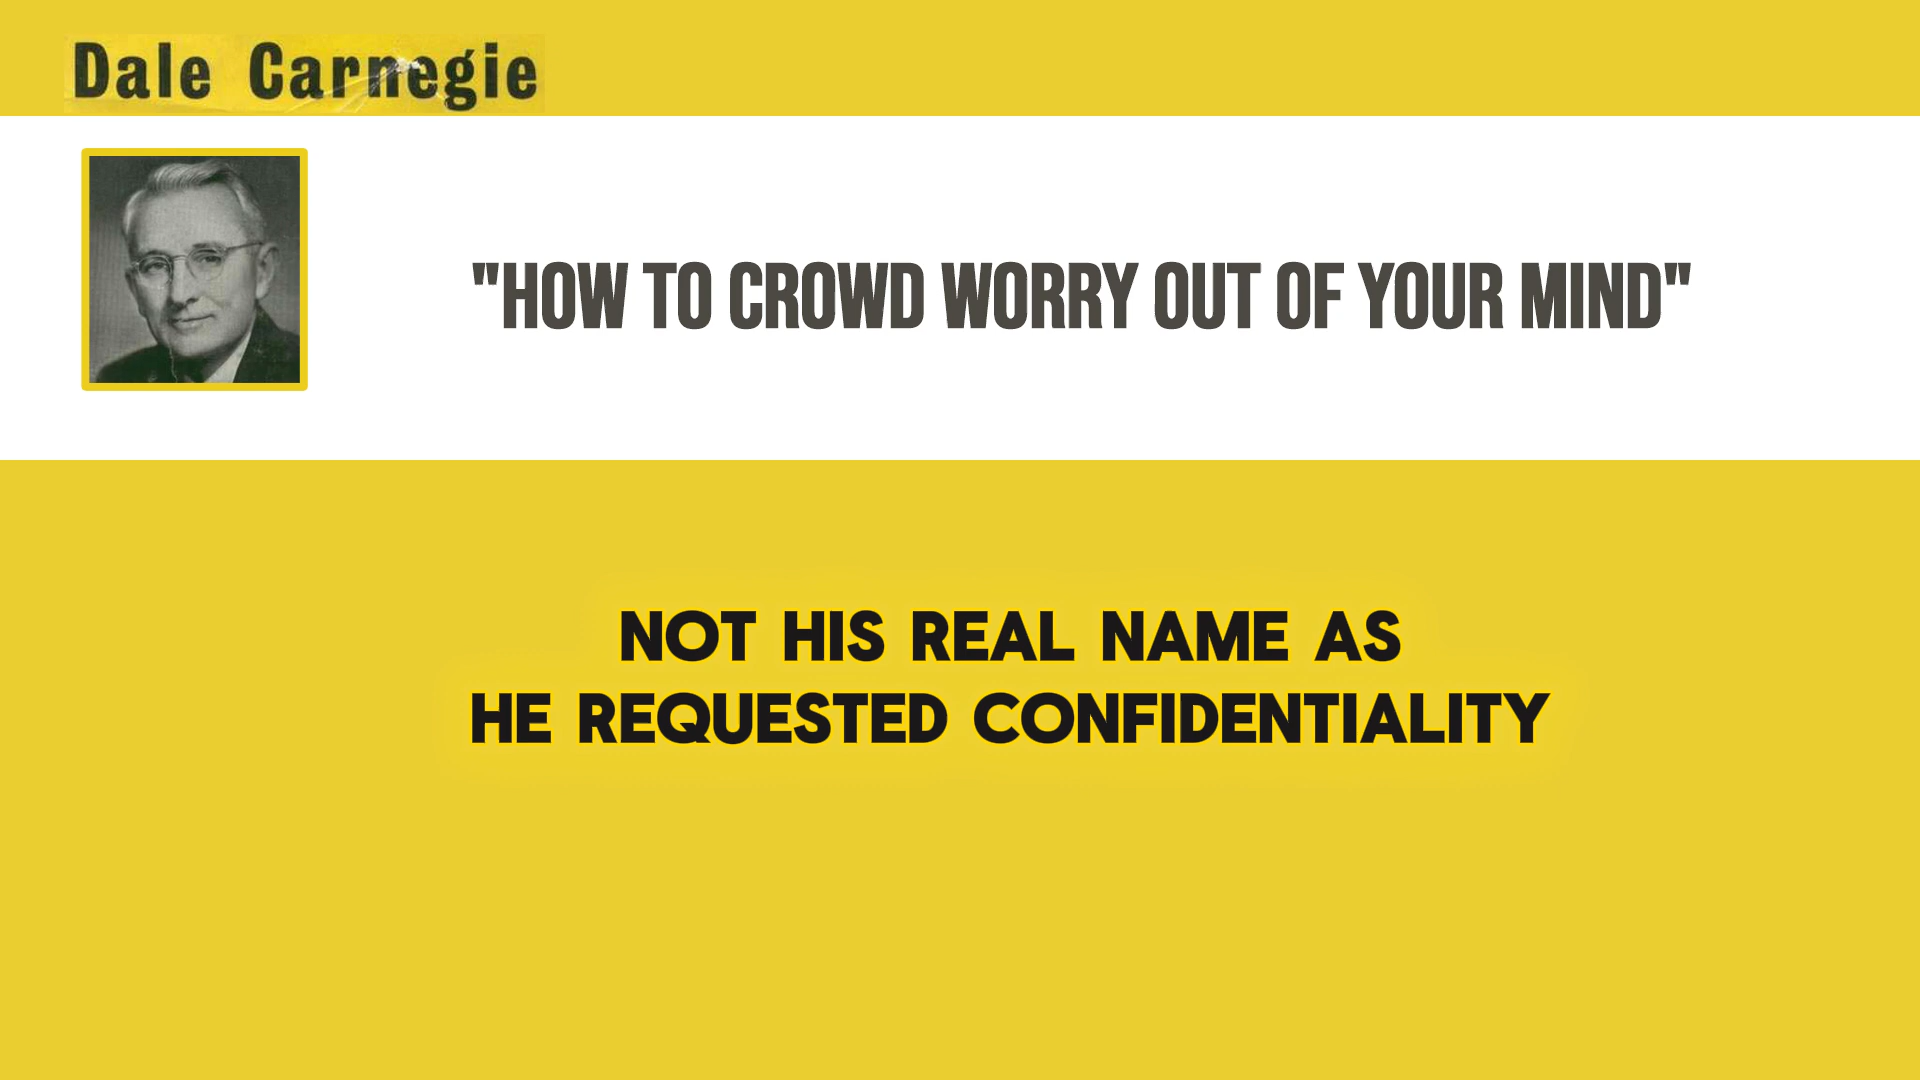 Dale Carnegie
"HOW TO CROWD WORRY OUT OF YOUR MIND"
NOT HIS REAL NAME AS
HE REQUESTED CONFIDENTIALITY